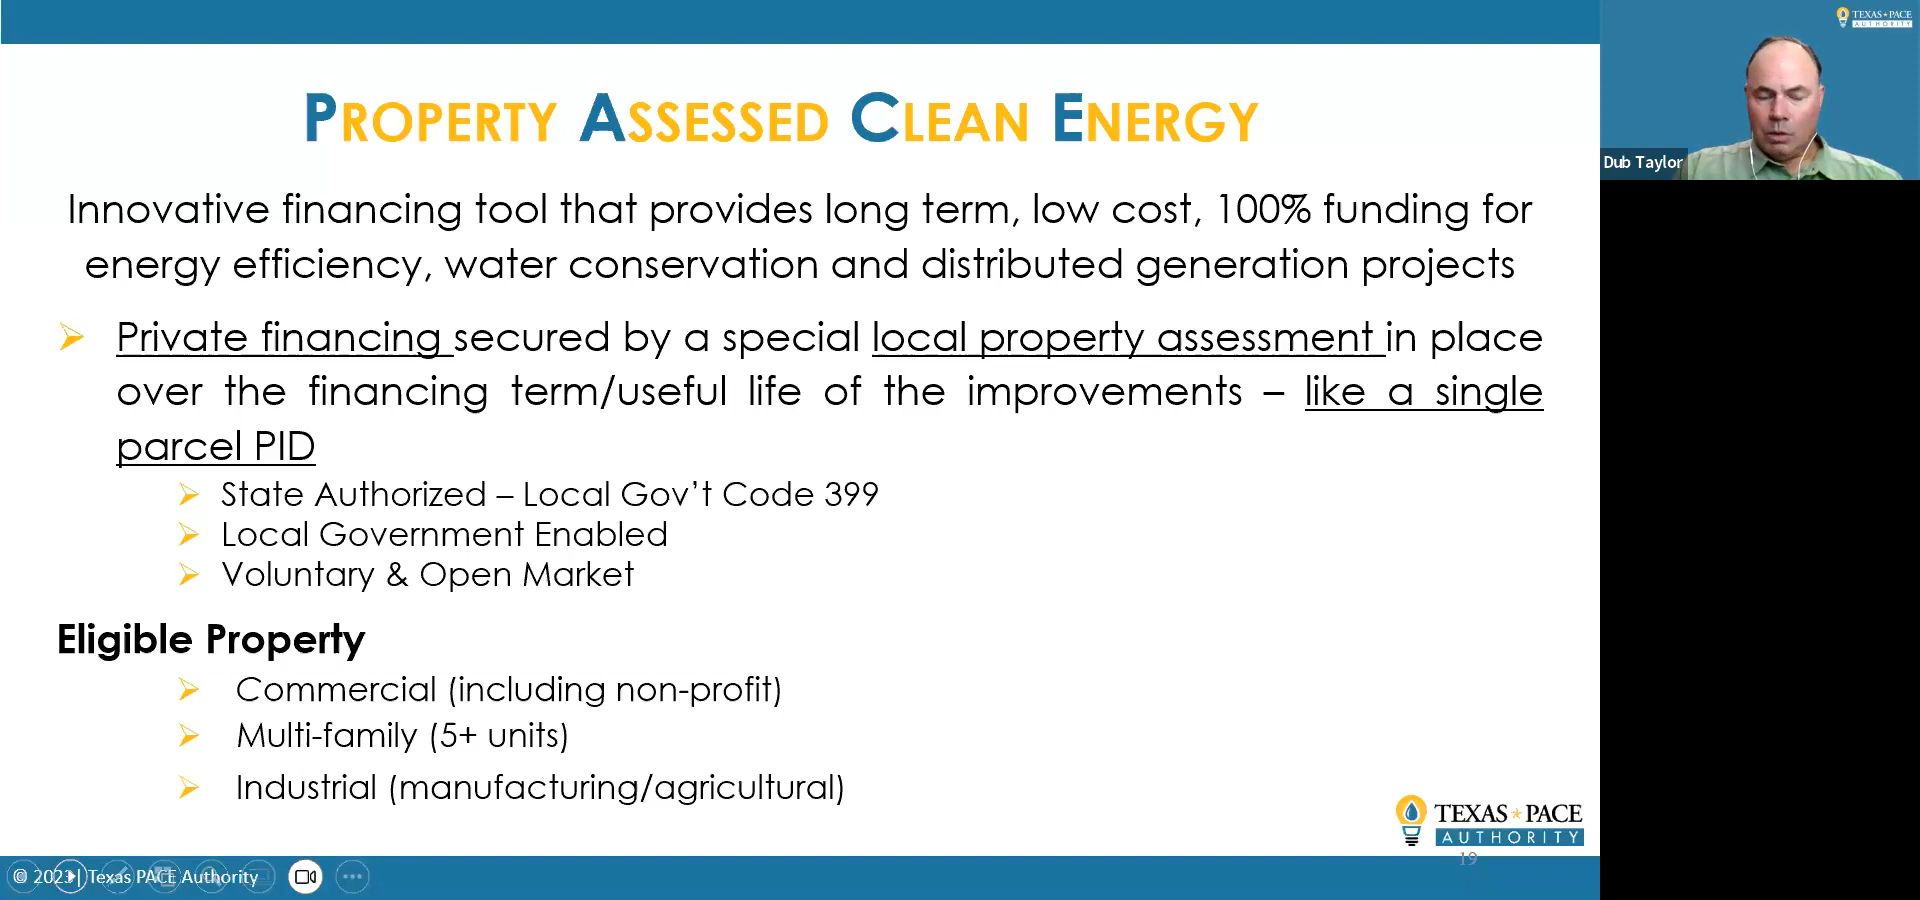 PROPERTY ASSESSED CLEAN ENERGY
Innovative financing tool that provides long term, low cost, 100% funding for
energy efficiency, water conservation and distributed generation projects
➢ Private financing secured by a special local property assessment in place
over the financing term/useful life of the improvements – like a single
parcel PID
➢ State Authorized – Local Gov’t Code 399
➢ Local Government Enabled
➢ Voluntary & Open Market
Eligible Property
➢ Commercial (including non-profit)
➢ Multi-family (5+ units)
➢ Industrial (manufacturing/agricultural)
TEXAS PACE
AUTHORITY
19
© 2023 | Texas PACE Authority
TEXAS PACE
AUTHORITY
Dub Taylor